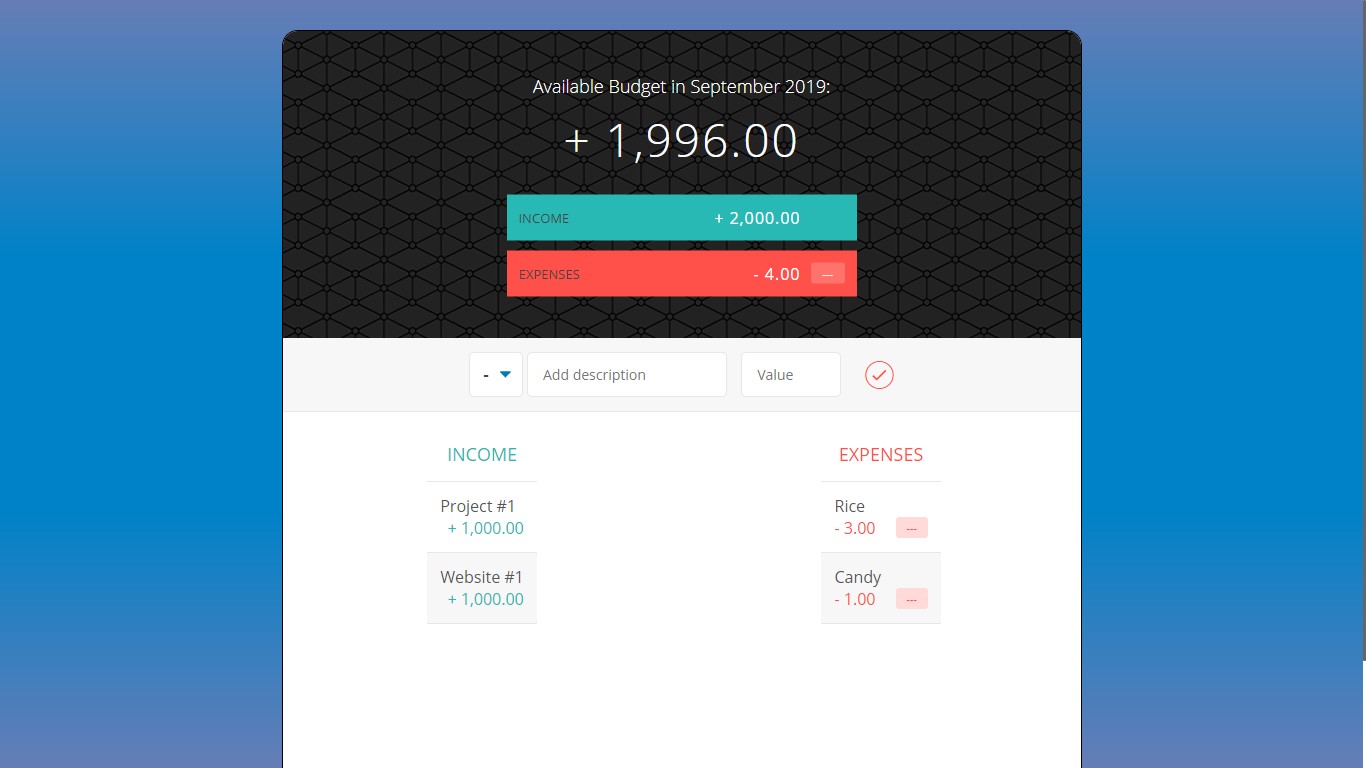 Available Budget in September 2019:
+ 1,996.00
INCOME + 2,000.00
EXPENSES - 4.00 ---
- Add description Value
INCOME
Project #1
+ 1,000.00
Website #1
+ 1,000.00
EXPENSES
Rice
- 3.00 ---
Candy
- 1.00 ---